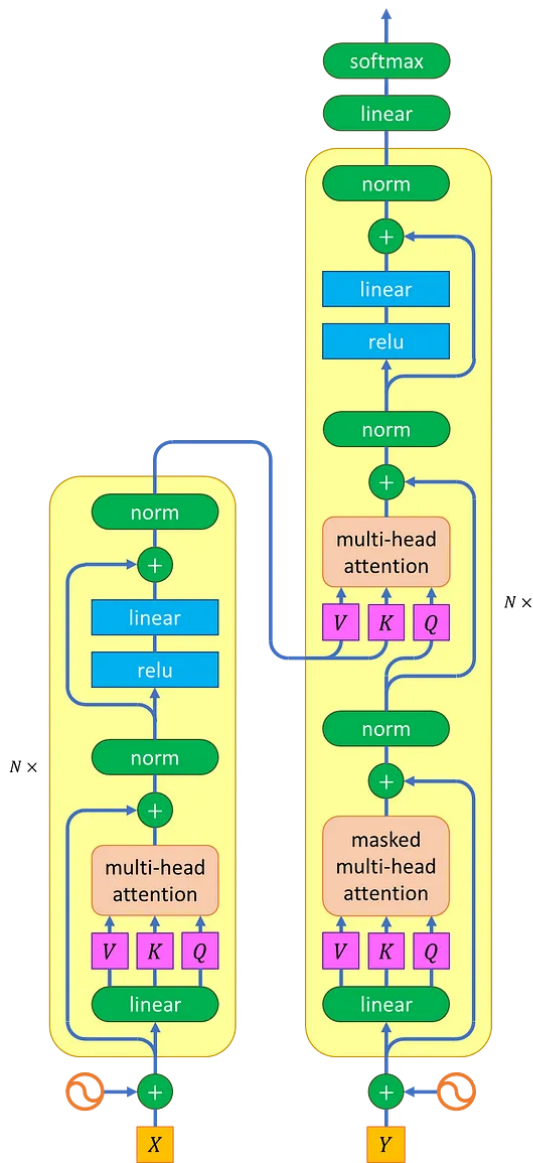 softmax
linear
norm
+
linear
relu
norm
+
multi-head
attention
V K Q
N ×
norm
+
masked
multi-head
attention
V K Q
linear
+
Y
norm
+
linear
relu
norm
N ×
+
multi-head
attention
V K Q
linear
+
X